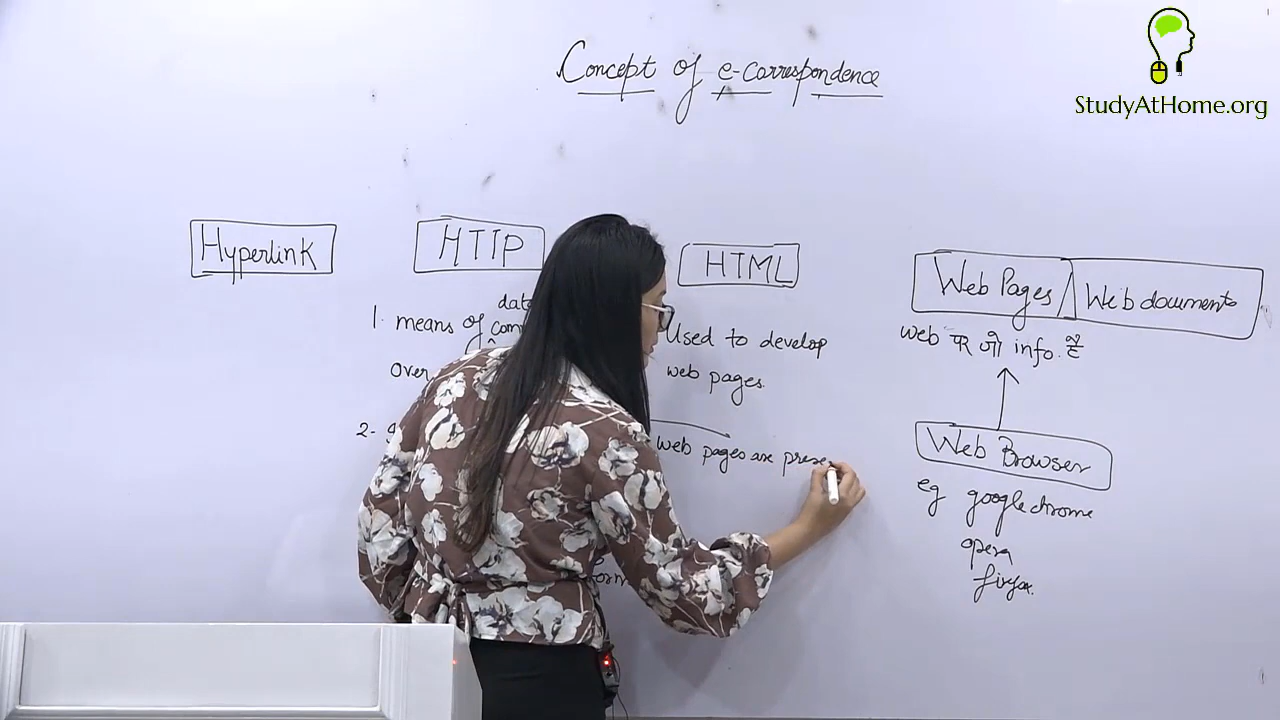 StudyAtHome.org
Concept of e-correspondence
Hyperlink
HTTP
data
1. means of
over
2-
HTML
Used to develop
web pages.
web pages are prese
Web Pages / Web documents
web पर जो info. है
Web Browser
eg google chrome
opera
firefox.